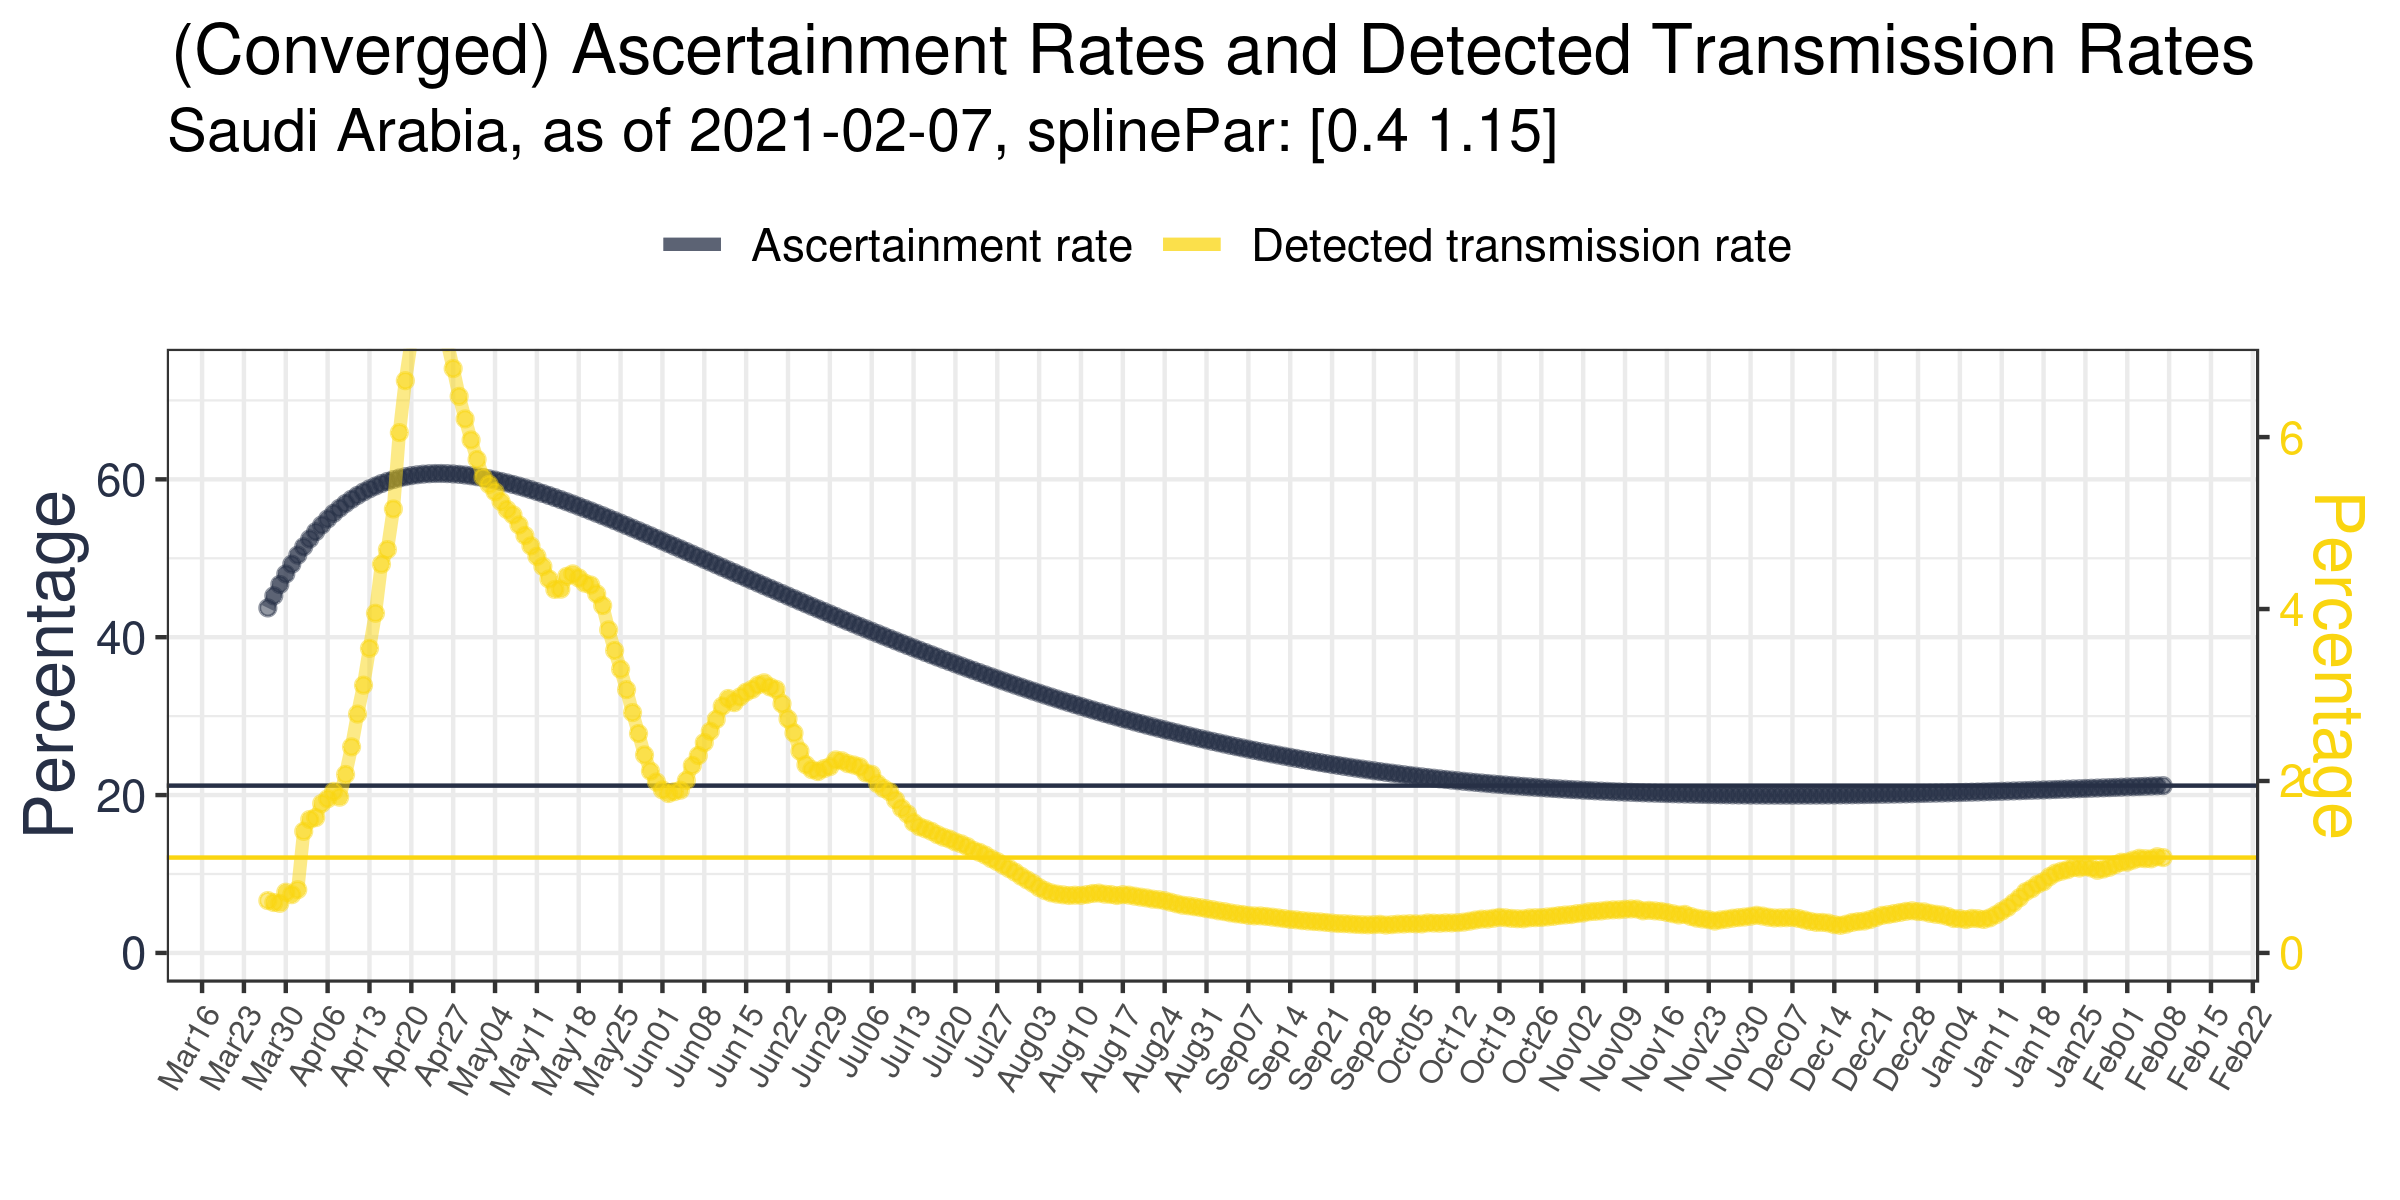 (Converged) Ascertainment Rates and Detected Transmission Rates
Saudi Arabia, as of 2021-02-07, splinePar: [0.4 1.15]
Ascertainment rate
Detected transmission rate
Percentage
60
40
20
0
6
4
2
0
Percentage
Mar16
Mar23
Mar30
Apr06
Apr13
Apr20
Apr27
May04
May11
May18
May25
Jun01
Jun08
Jun15
Jun22
Jun29
Jul06
Jul13
Jul20
Jul27
Aug03
Aug10
Aug17
Aug24
Aug31
Sep07
Sep14
Sep21
Sep28
Oct05
Oct12
Oct19
Oct26
Nov02
Nov09
Nov16
Nov23
Nov30
Dec07
Dec14
Dec21
Dec28
Jan04
Jan11
Jan18
Jan25
Feb01
Feb08
Feb15
Feb22